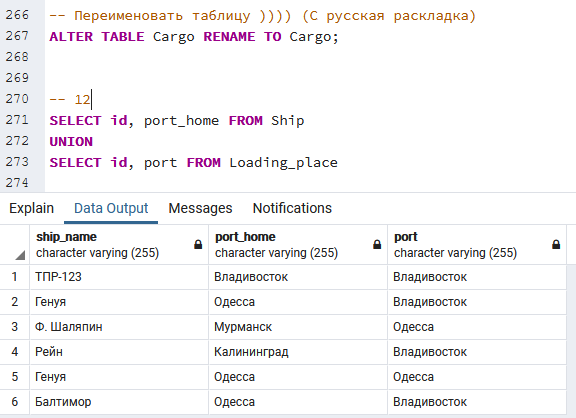 266 -- Переименовать таблицу )))) (С русская раскладка)
267 ALTER TABLE Сargo RENAME TO Cargo;
268
269
270 -- 12
271 SELECT id, port_home FROM Ship
272 UNION
273 SELECT id, port FROM Loading_place
274
Explain Data Output Messages Notifications
ship_name port_home port
character varying (255) character varying (255) character varying (255)
1 ТПР-123 Владивосток Владивосток
2 Генуя Одесса Владивосток
3 Ф. Шаляпин Мурманск Одесса
4 Рейн Калининград Владивосток
5 Генуя Одесса Одесса
6 Балтимор Одесса Владивосток